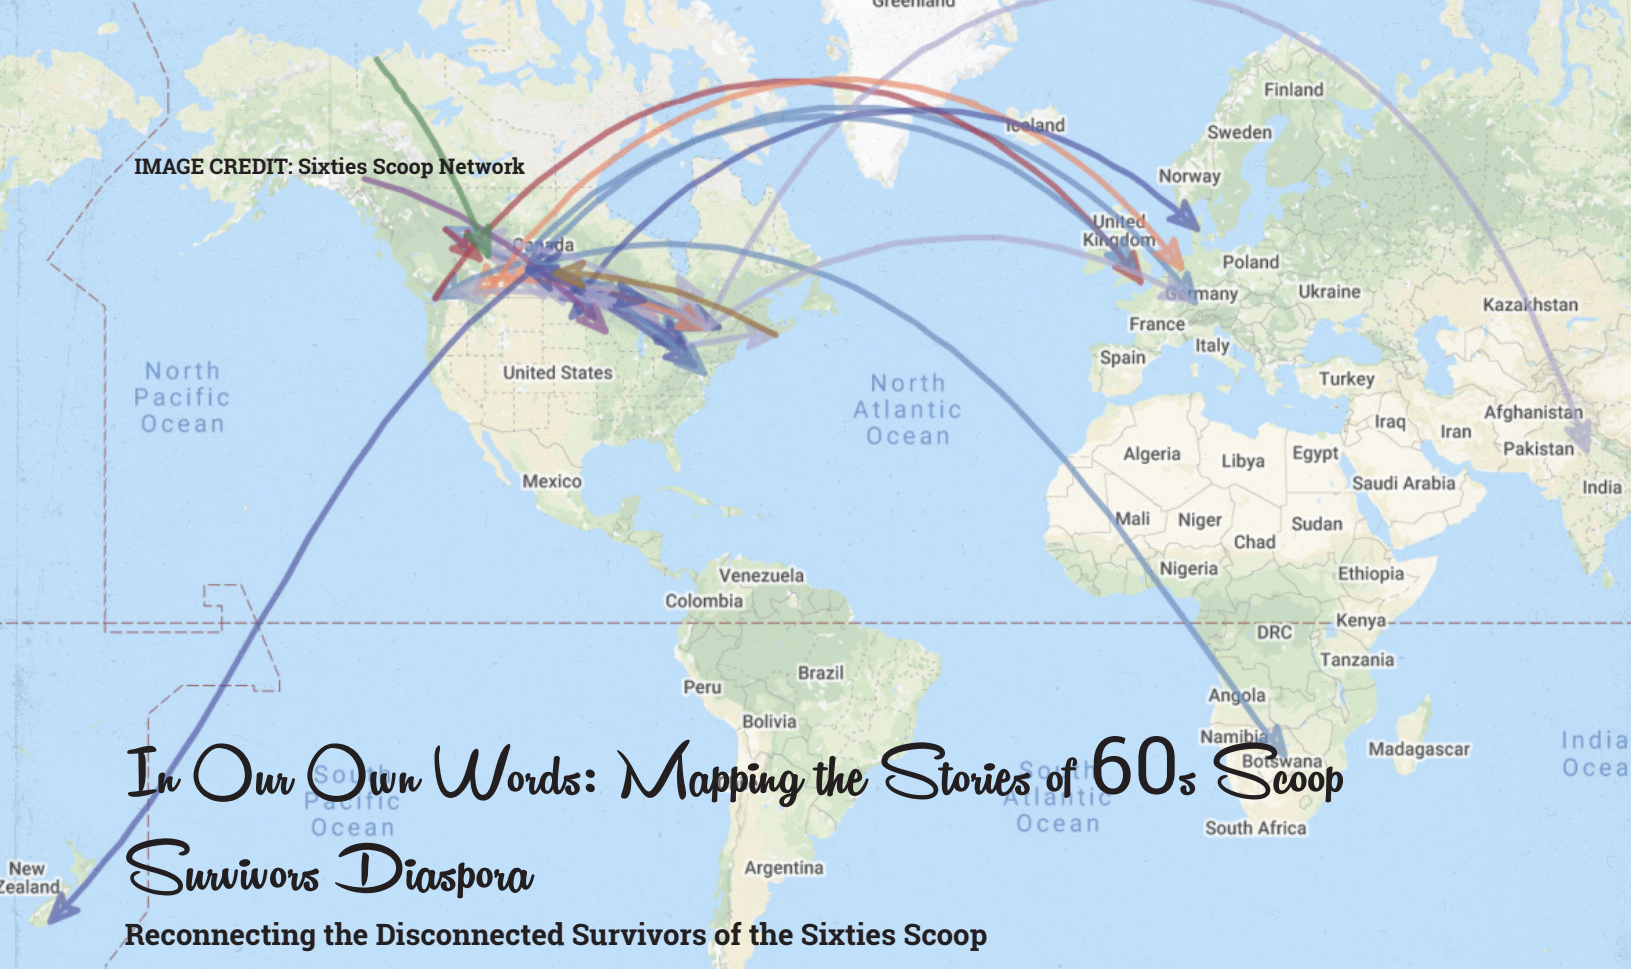 Greenland
Finland
Iceland
Sweden
IMAGE CREDIT: Sixties Scoop Network
Norway
United
Kingdom
Canada
Poland
Germany
Ukraine
Kazakhstan
France
Italy
Spain
United States
Turkey
North
Pacific
Ocean
North
Atlantic
Ocean
Afghanistan
Iraq
Iran
Pakistan
Algeria
Libya
Egypt
Mexico
Saudi Arabia
India
Mali
Niger
Sudan
Chad
Nigeria
Ethiopia
Venezuela
Colombia
Kenya
DRC
Tanzania
Brazil
Peru
Angola
Bolivia
Namibia
Botswana
Madagascar
South
Pacific
Ocean
South
Atlantic
Ocean
India
Ocea
In Our Own Words: Mapping the Stories of 60s Scoop
Survivors Diaspora
South Africa
New
Zealand
Argentina
Reconnecting the Disconnected Survivors of the Sixties Scoop